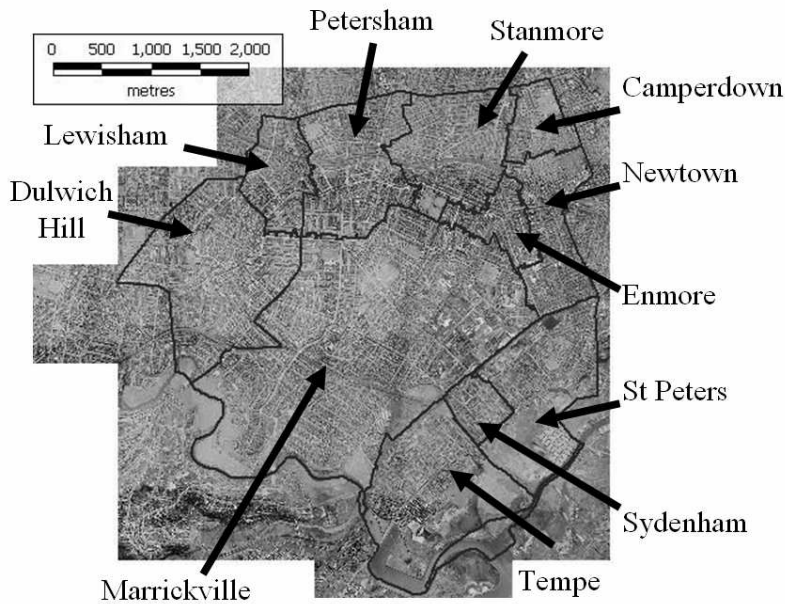 Petersham
Stanmore
0 500 1,000 1,500 2,000
metres
Camperdown
Lewisham
Newtown
Dulwich
Hill
Enmore
St Peters
Sydenham
Tempe
Marrickville